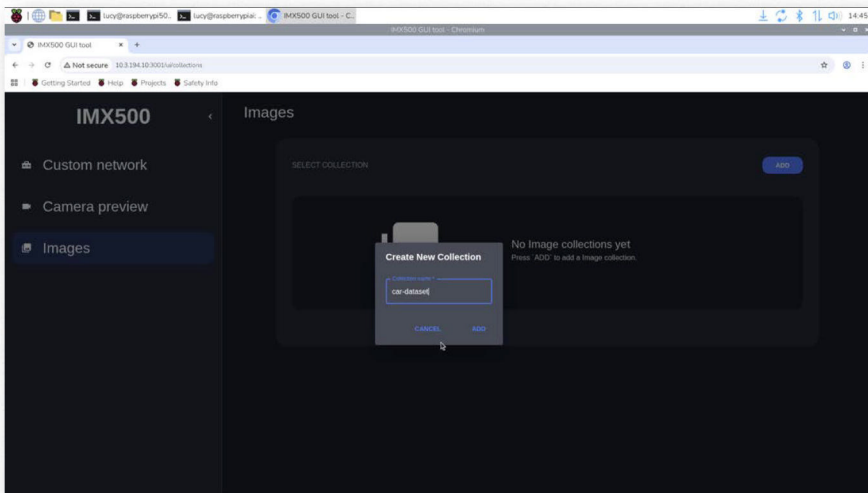 lucy@raspberrypi50..
lucy@raspberrypiai: ..
IMX500 GUI tool - C..
14:45
IMX500 GUI tool - Chromium
IMX500 GUI tool
Not secure
10.3.194.10:3001/ui/collections
Getting Started
Help
Projects
Safety Info
IMX500
Images
Custom network
Camera preview
Images
SELECT COLLECTION
ADD
No Image collections yet
Press `ADD` to add a Image collection.
Create New Collection
Collection name *
car-dataset
CANCEL
ADD